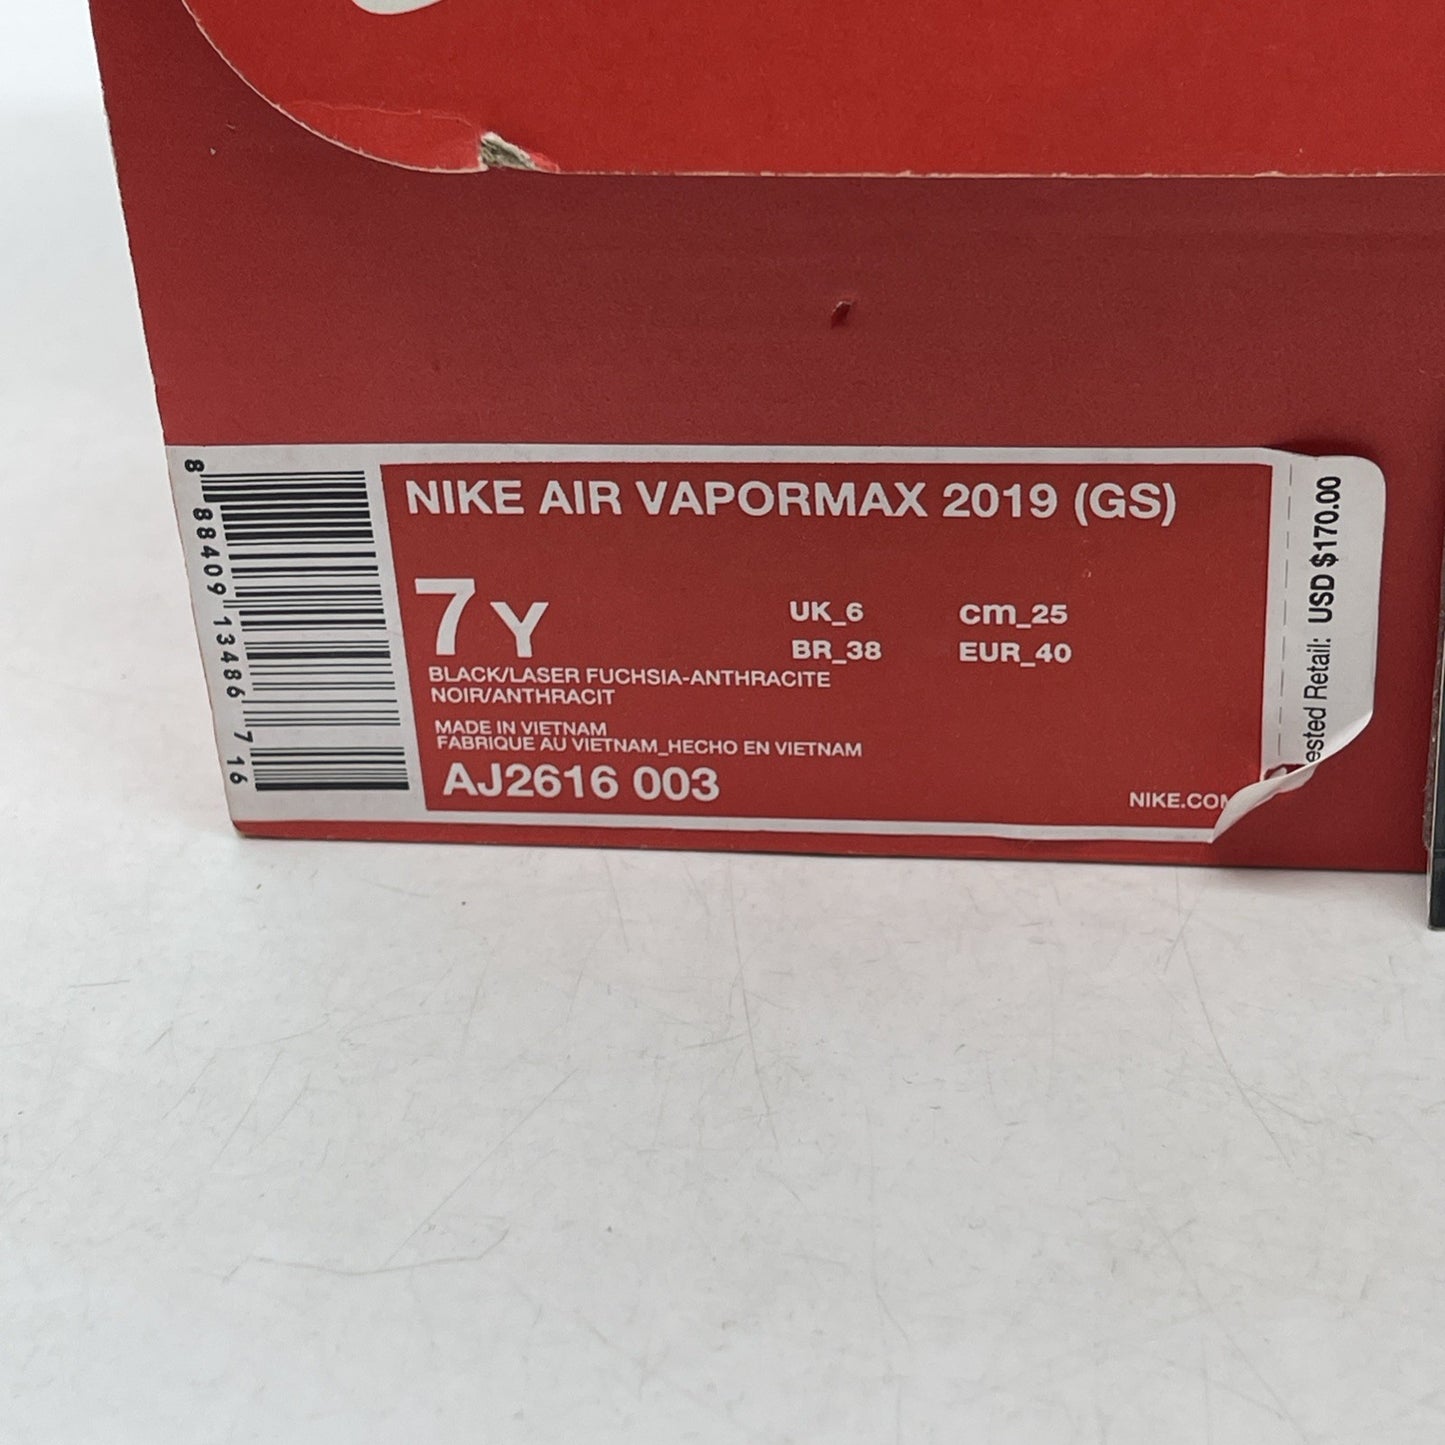 NIKE AIR VAPORMAX 2019 (GS)
7 Y
UK_6 cm_25
BR_38 EUR_40
BLACK/LASER FUCHSIA-ANTHRACITE
NOIR/ANTHRACIT
MADE IN VIETNAM
FABRIQUE AU VIETNAM_HECHO EN VIETNAM
AJ2616 003
NIKE.COM
8 88409 13486 7 16
ested Retail: USD $170.00